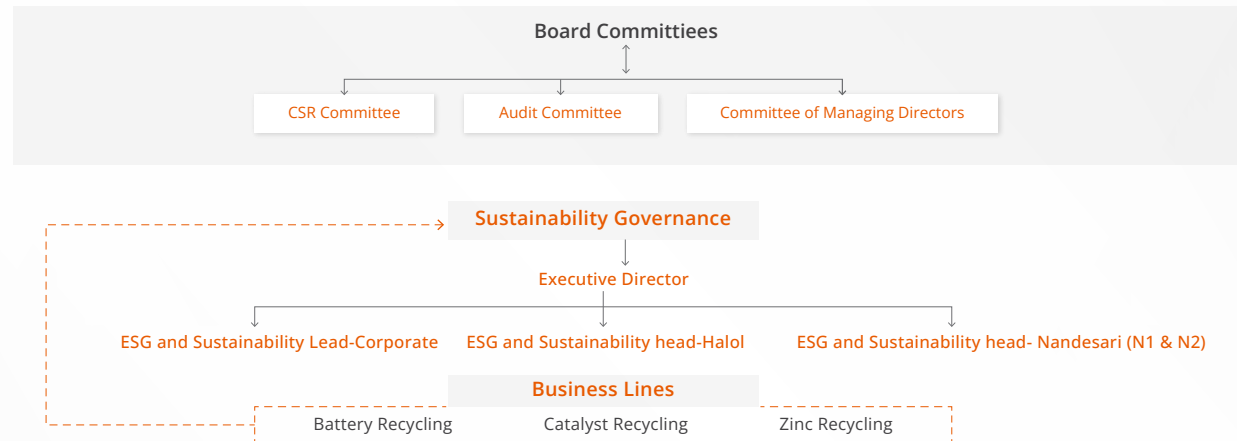 Board Committiees
CSR Committee
Audit Committee
Committee of Managing Directors
Sustainability Governance
Executive Director
ESG and Sustainability Lead-Corporate
ESG and Sustainability head-Halol
ESG and Sustainability head- Nandesari (N1 & N2)
Business Lines
Battery Recycling
Catalyst Recycling
Zinc Recycling